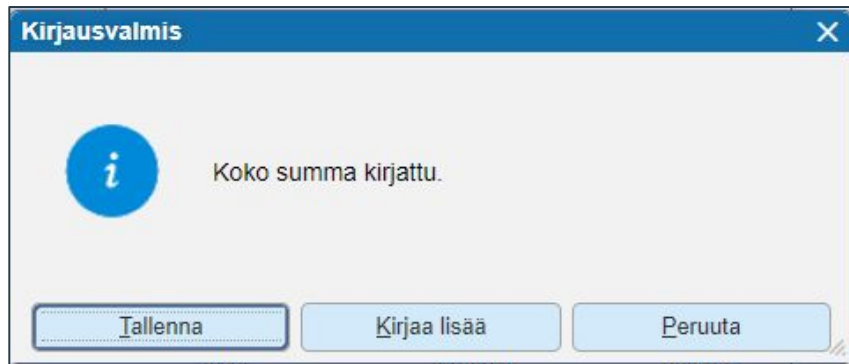 Kirjausvalmis
Koko summa kirjattu.
Tallenna
Kirjaa lisää
Peruuta